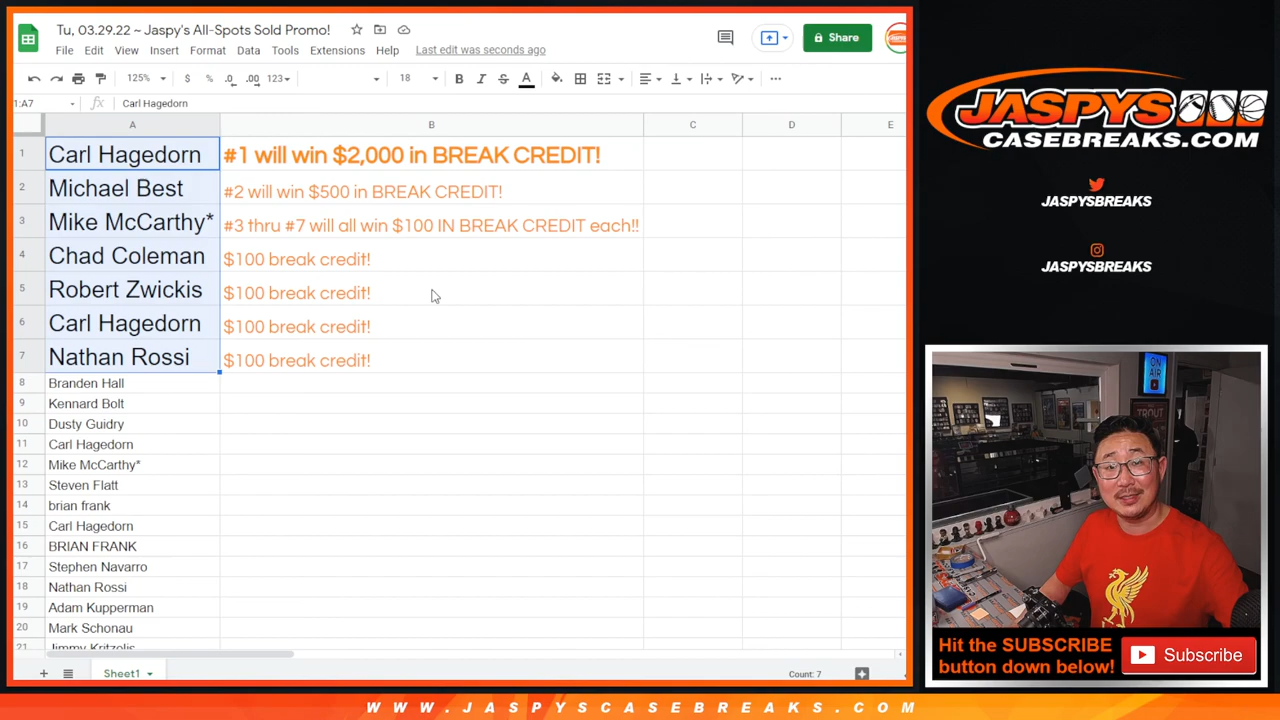 Tu, 03.29.22 ~ Jaspy's All-Spots Sold Promo!
File Edit View Insert Format Data Tools Extensions Help Last edit was seconds ago
Share
125% $ % .0 .00 123 18 B I S A
1:A7 fx Carl Hagedorn
A B C D E
1 Carl Hagedorn #1 will win $2,000 in BREAK CREDIT!
2 Michael Best #2 will win $500 in BREAK CREDIT!
3 Mike McCarthy* #3 thru #7 will all win $100 IN BREAK CREDIT each!!
4 Chad Coleman $100 break credit!
5 Robert Zwickis $100 break credit!
6 Carl Hagedorn $100 break credit!
7 Nathan Rossi $100 break credit!
8 Branden Hall
9 Kennard Bolt
10 Dusty Guidry
11 Carl Hagedorn
12 Mike McCarthy*
13 Steven Flatt
14 brian frank
15 Carl Hagedorn
16 BRIAN FRANK
17 Stephen Navarro
18 Nathan Rossi
19 Adam Kupperman
20 Mark Schonau
21 Jimmy Kritzelis
Sheet1
Count: 7
JASPYS
CASEBREAKS.COM
JASPYSBREAKS
JASPYSBREAKS
ON AIR
TROUT
Hit the SUBSCRIBE
button down below!
Subscribe
WWW.JASPYSCASEBREAKS.COM